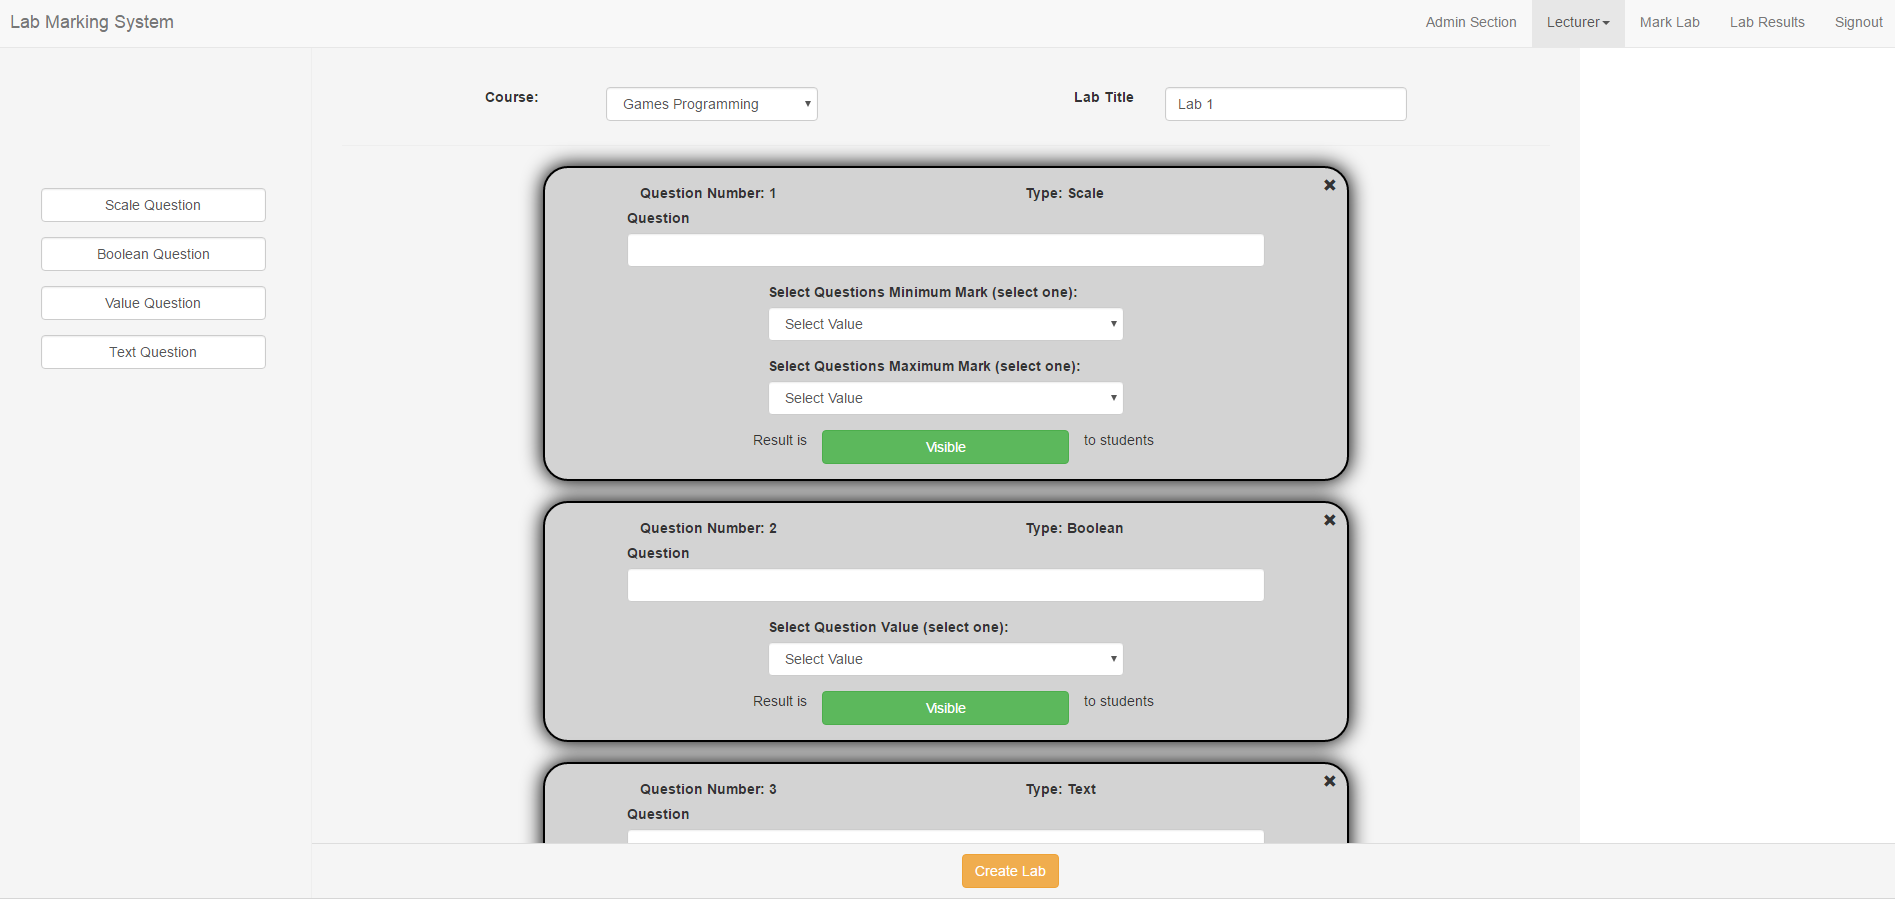 Lab Marking System
Admin Section Lecturer Mark Lab Lab Results Signout
Course: Games Programming Lab Title Lab 1
Scale Question
Boolean Question
Value Question
Text Question
Question Number: 1 Type: Scale
Question
Select Questions Minimum Mark (select one):
Select Value
Select Questions Maximum Mark (select one):
Select Value
Result is Visible to students
Question Number: 2 Type: Boolean
Question
Select Question Value (select one):
Select Value
Result is Visible to students
Question Number: 3 Type: Text
Question
Create Lab